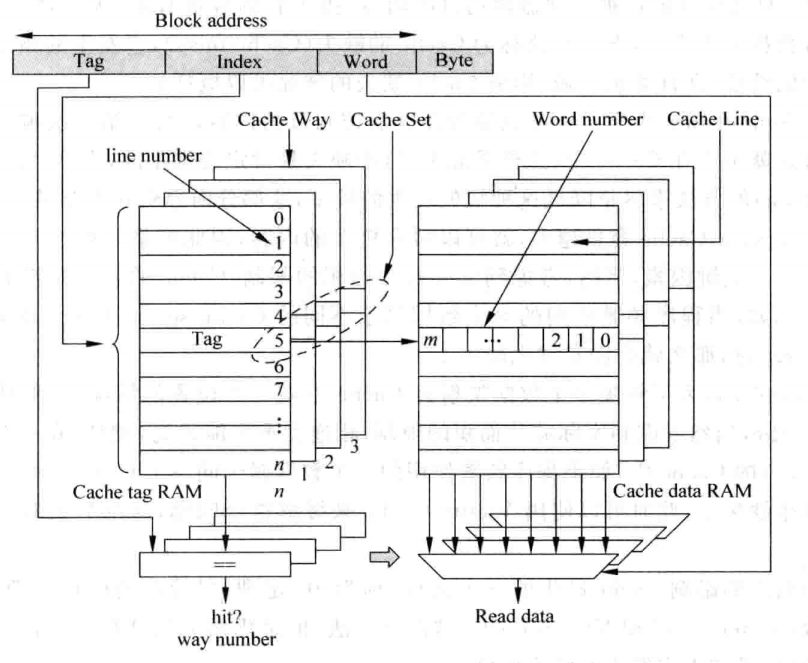 Block address
Tag Index Word Byte
Cache Way Cache Set Word number Cache Line
line number
0
1
2
3
4
Tag 5 m ... 2 1 0
6
7
⋮
n 1 2 3
n
Cache tag RAM Cache data RAM
==
hit? Read data
way number